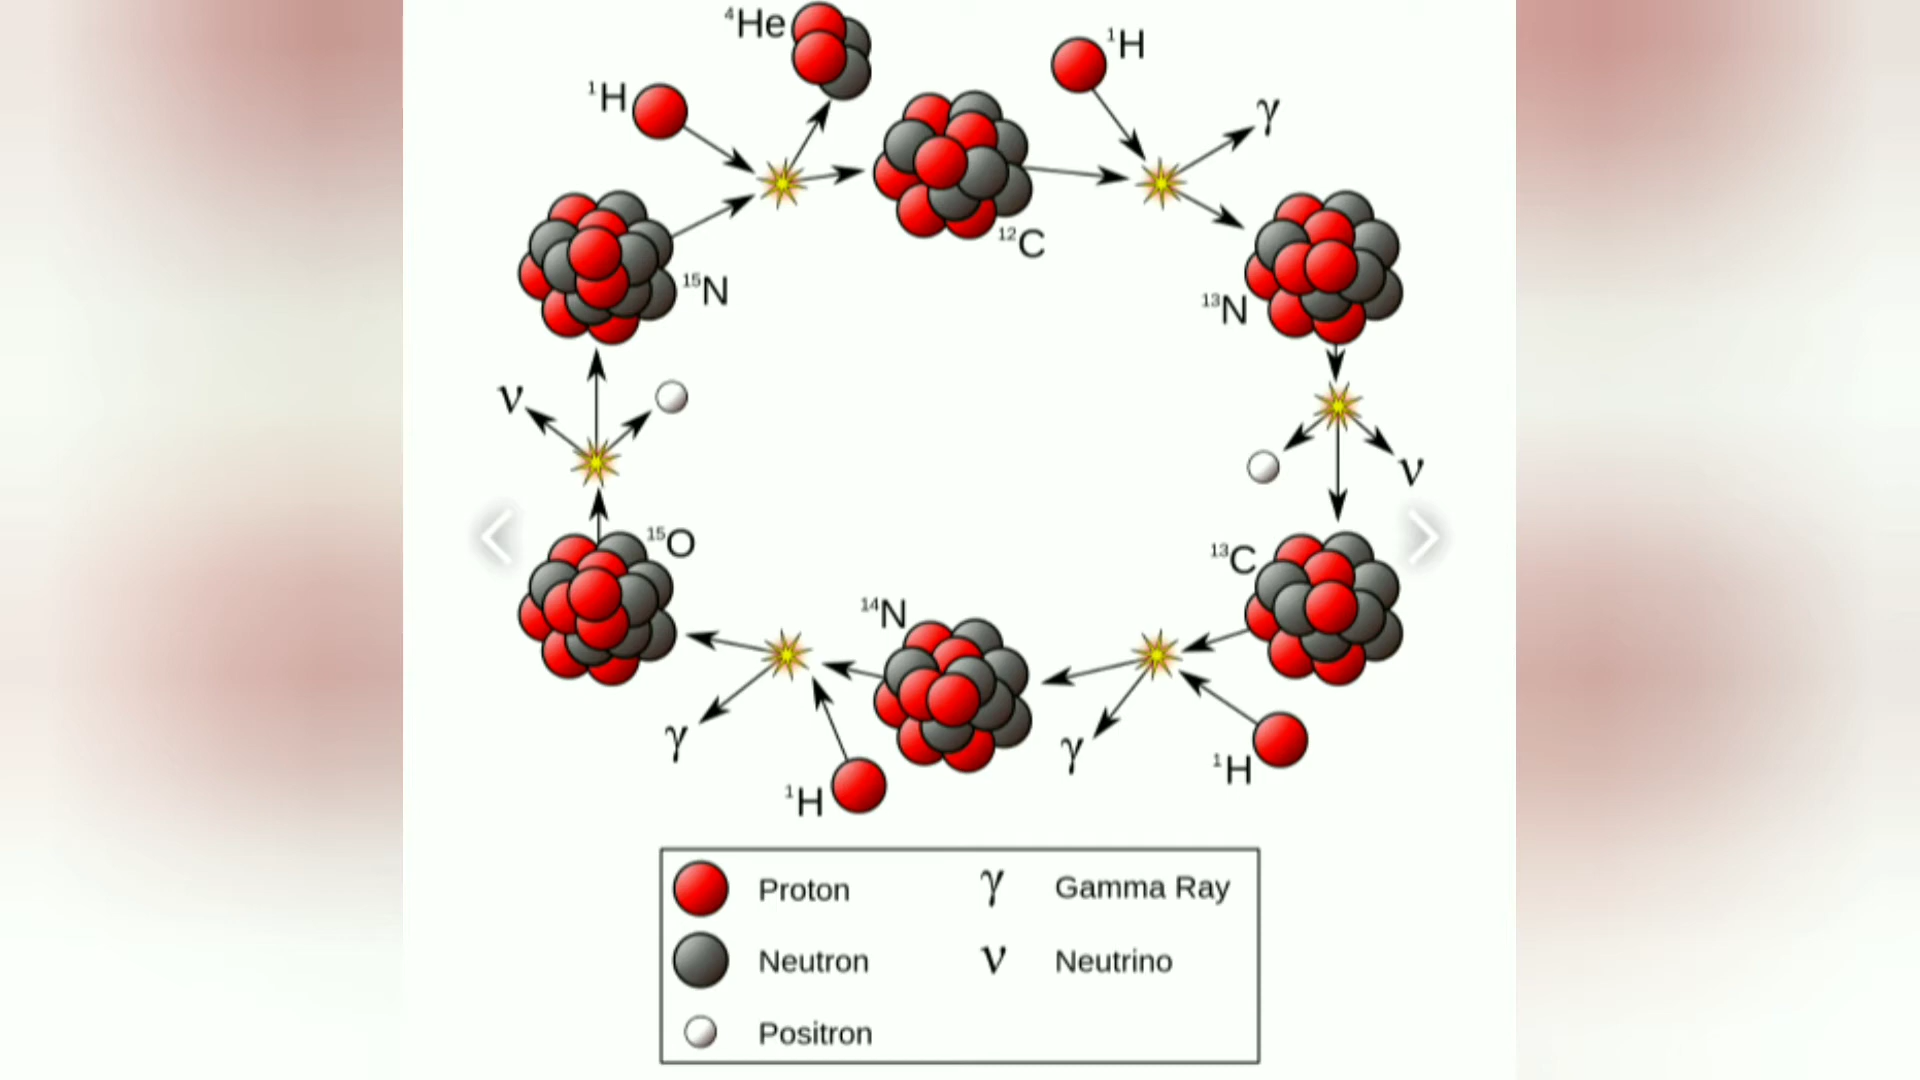 ⁴He
¹H
¹H
γ
¹²C
¹⁵N
¹³N
ν
ν
¹⁵O
¹³C
¹⁴N
γ
γ
¹H
¹H
Proton γ Gamma Ray
Neutron ν Neutrino
Positron